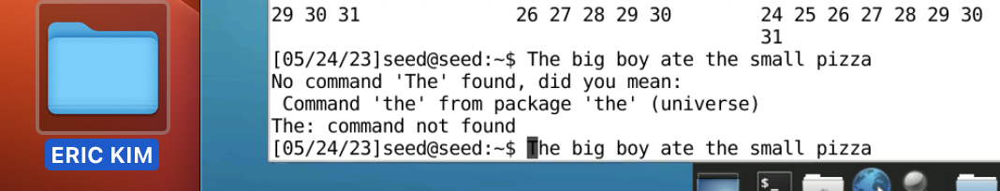 29 30 31 26 27 28 29 30 24 25 26 27 28 29 30
31
[05/24/23]seed@seed:~$ The big boy ate the small pizza
No command 'The' found, did you mean:
 Command 'the' from package 'the' (universe)
The: command not found
[05/24/23]seed@seed:~$ The big boy ate the small pizza
ERIC KIM
$_